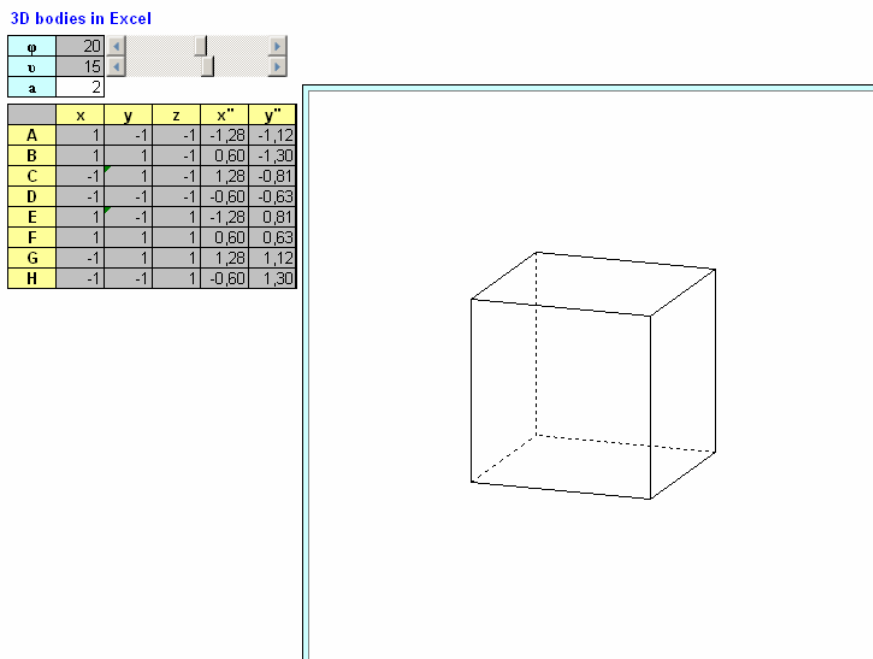 3D bodies in Excel
φ 20
υ 15
a 2
x y z x" y"
A 1 -1 -1 -1,28 -1,12
B 1 1 -1 0,60 -1,30
C -1 1 -1 1,28 -0,81
D -1 -1 -1 -0,60 -0,63
E 1 -1 1 -1,28 0,81
F 1 1 1 0,60 0,63
G -1 1 1 1,28 1,12
H -1 -1 1 -0,60 1,30